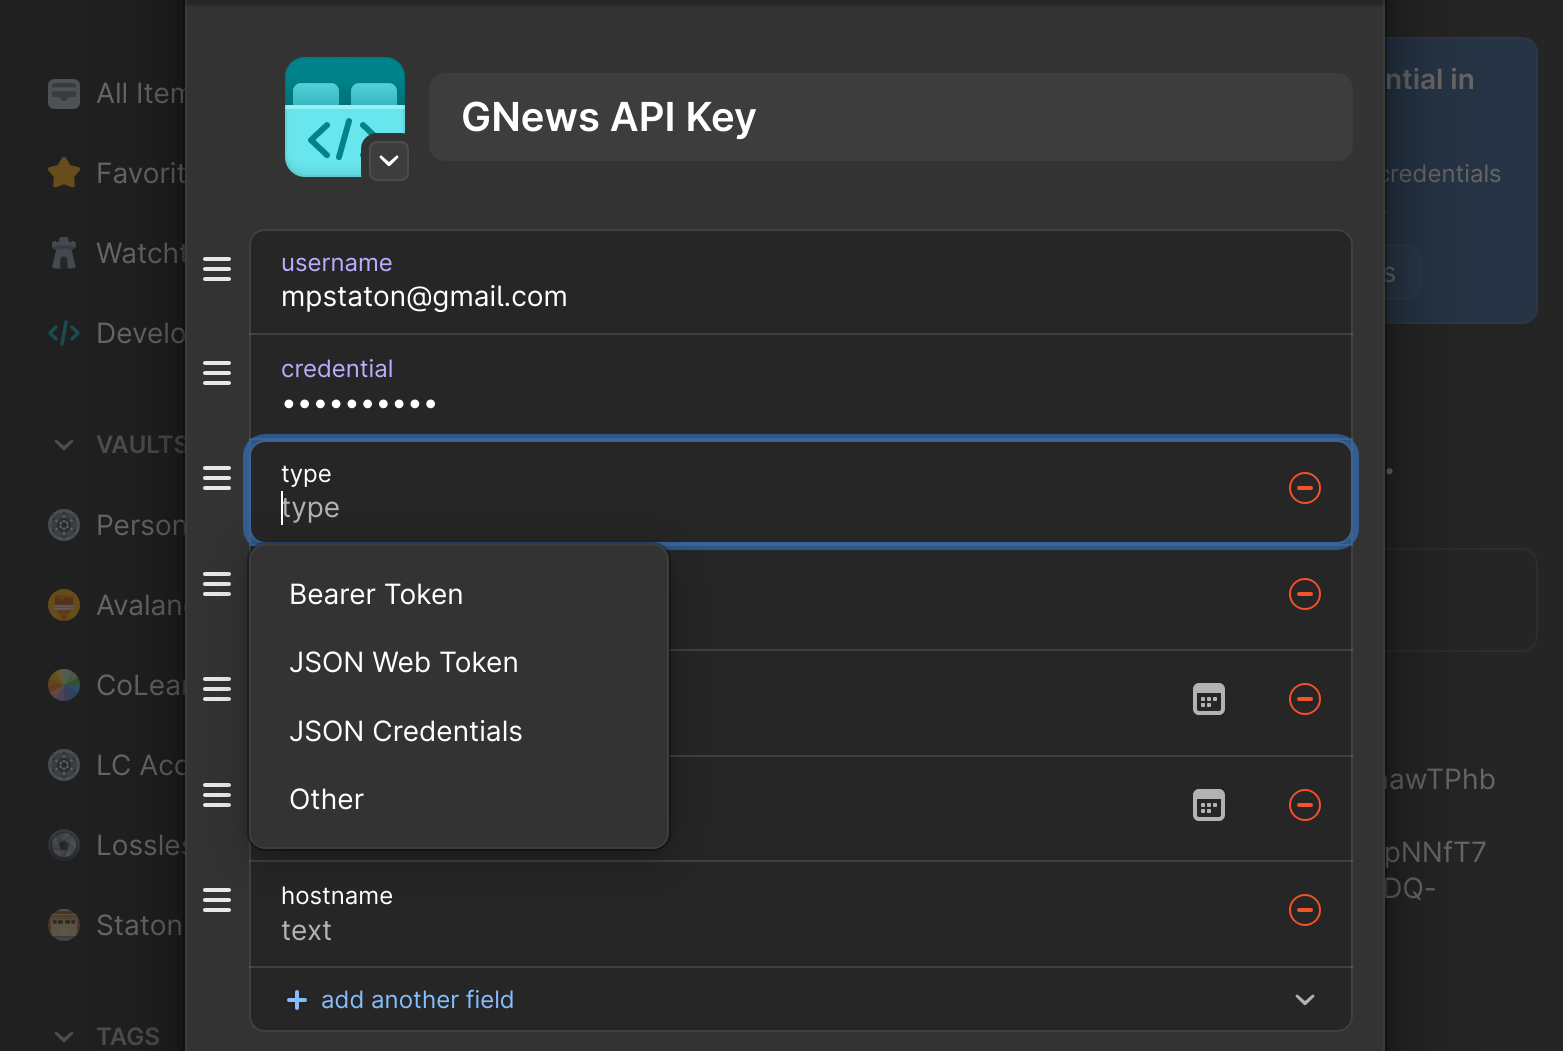 All Item
Favorit
Watcht
Develo
VAULTS
Person
Avalan
CoLear
LC Acc
Lossles
Staton
TAGS
GNews API Key
username
mpstaton@gmail.com
credential
type
type
Bearer Token
JSON Web Token
JSON Credentials
Other
hostname
text
add another field
ntial in
credentials
s
awTPhb
pNNfT7
DQ-